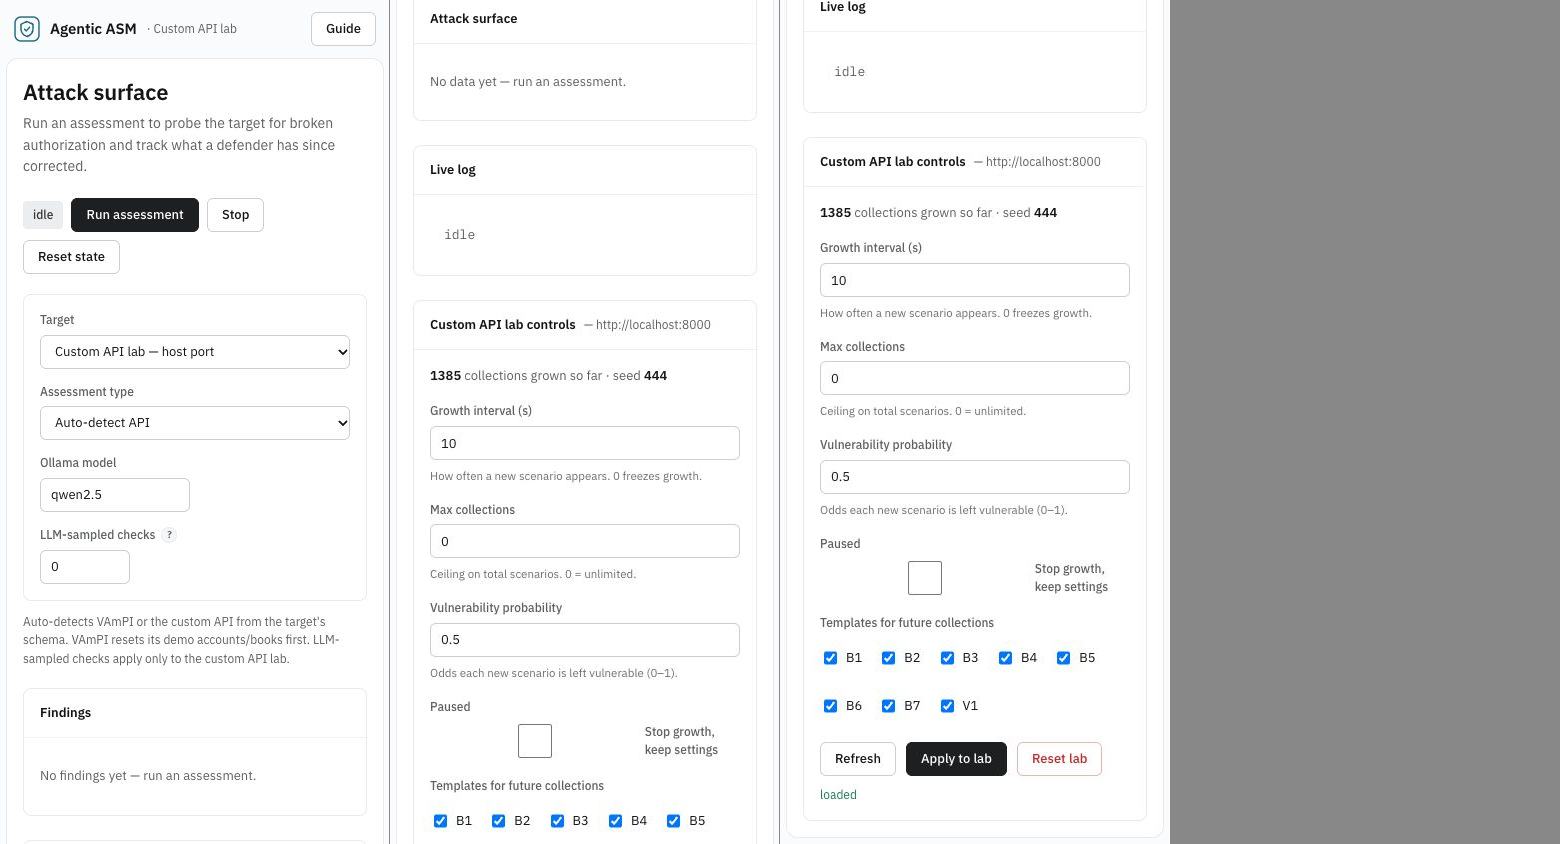 Agentic ASM · Custom API lab
Guide
Attack surface
Run an assessment to probe the target for broken
authorization and track what a defender has since
corrected.
idle
Run assessment
Stop
Reset state
Target
Custom API lab — host port
Assessment type
Auto-detect API
Ollama model
qwen2.5
LLM-sampled checks ?
0
Auto-detects VAmPI or the custom API from the target's
schema. VAmPI resets its demo accounts/books first. LLM-
sampled checks apply only to the custom API lab.
Findings
No findings yet — run an assessment.
Attack surface
No data yet — run an assessment.
Live log
idle
Custom API lab controls — http://localhost:8000
1385 collections grown so far · seed 444
Growth interval (s)
10
How often a new scenario appears. 0 freezes growth.
Max collections
0
Ceiling on total scenarios. 0 = unlimited.
Vulnerability probability
0.5
Odds each new scenario is left vulnerable (0–1).
Paused
Stop growth,
keep settings
Templates for future collections
B1 B2 B3 B4 B5
Live log
idle
Custom API lab controls — http://localhost:8000
1385 collections grown so far · seed 444
Growth interval (s)
10
How often a new scenario appears. 0 freezes growth.
Max collections
0
Ceiling on total scenarios. 0 = unlimited.
Vulnerability probability
0.5
Odds each new scenario is left vulnerable (0–1).
Paused
Stop growth,
keep settings
Templates for future collections
B1 B2 B3 B4 B5
B6 B7 V1
Refresh
Apply to lab
Reset lab
loaded